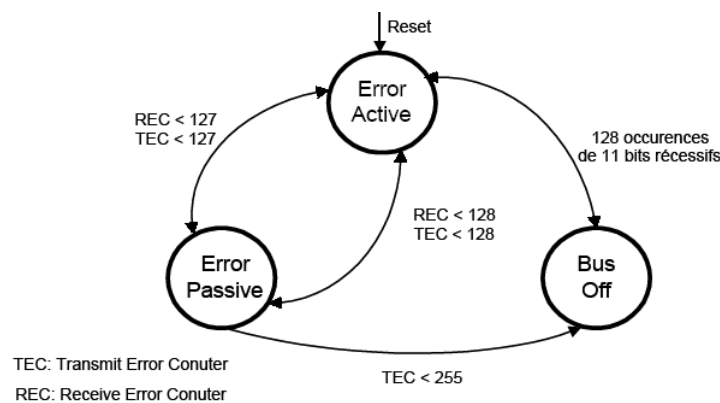 Reset
Error
Active
REC < 127
TEC < 127
128 occurences
de 11 bits récessifs
REC < 128
TEC < 128
Error
Passive
Bus
Off
TEC: Transmit Error Conuter
TEC < 255
REC: Receive Error Conuter